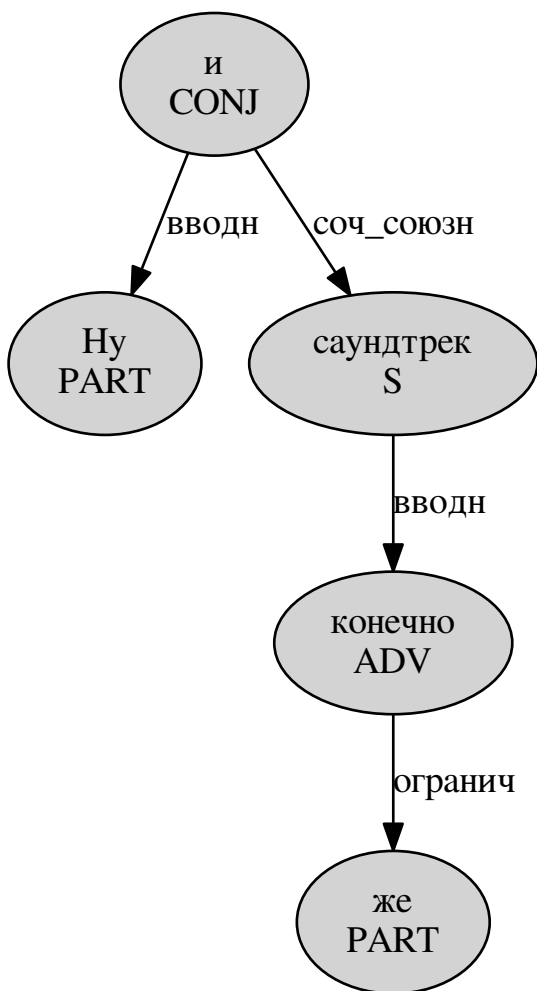 и
CONJ
вводн
соч_союзн
Ну
PART
саундтрек
S
вводн
конечно
ADV
огранич
же
PART